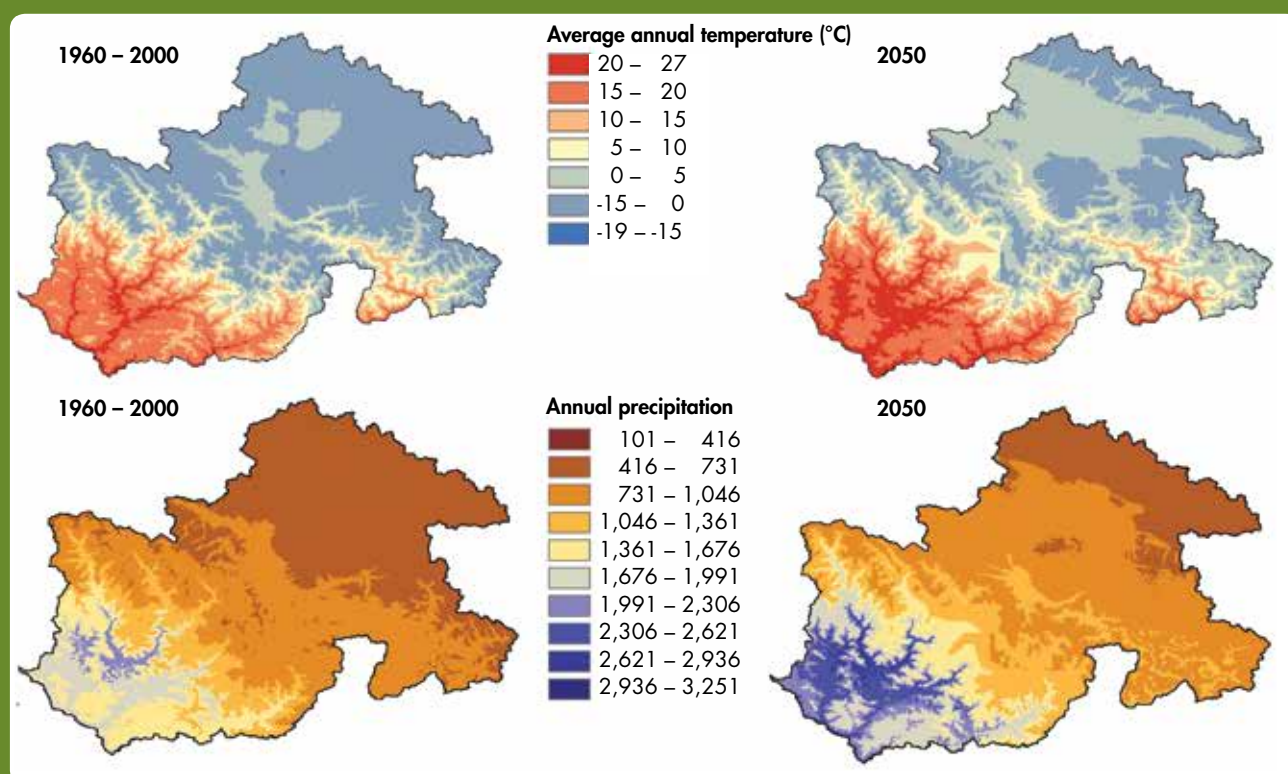 1960 – 2000
Average annual temperature (°C)
20 – 27
15 – 20
10 – 15
5 – 10
0 – 5
-15 – 0
-19 – -15
2050
1960 – 2000
Annual precipitation
101 – 416
416 – 731
731 – 1,046
1,046 – 1,361
1,361 – 1,676
1,676 – 1,991
1,991 – 2,306
2,306 – 2,621
2,621 – 2,936
2,936 – 3,251
2050